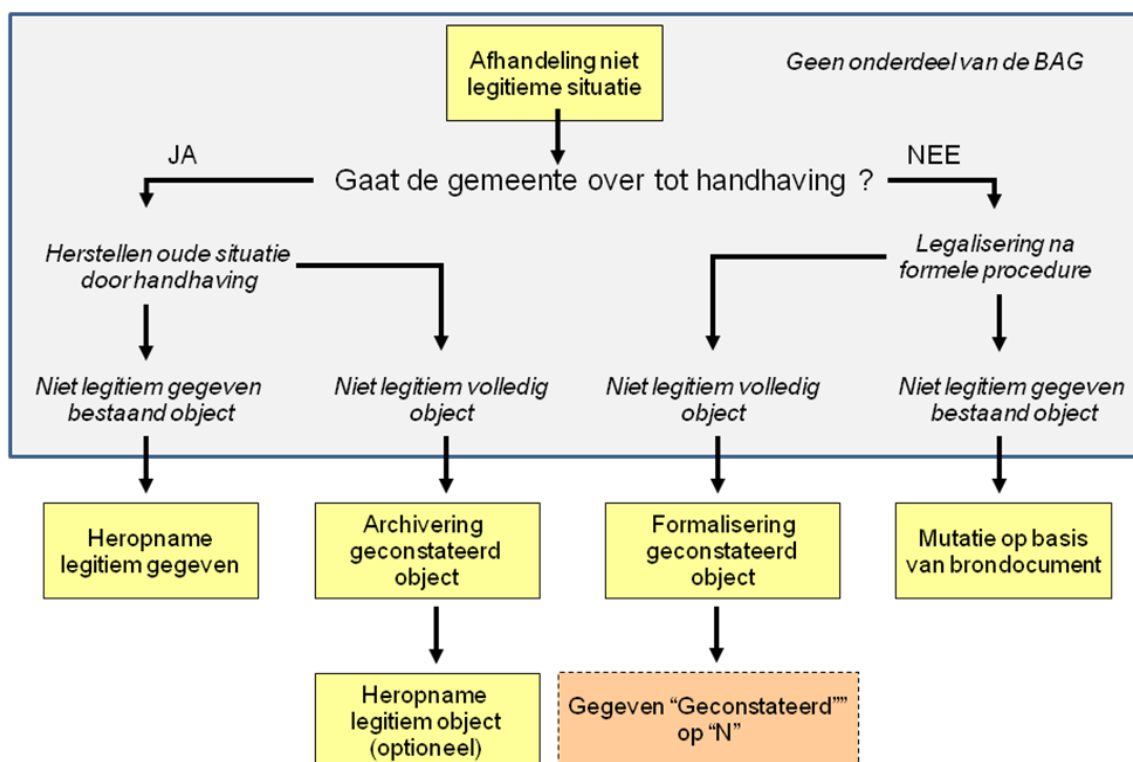 Afhandeling niet
legitieme situatie
Geen onderdeel van de BAG
JA
NEE
Gaat de gemeente over tot handhaving ?
Herstellen oude situatie
door handhaving
Legalisering na
formele procedure
Niet legitiem gegeven
bestaand object
Niet legitiem volledig
object
Niet legitiem volledig
object
Niet legitiem gegeven
bestaand object
Heropname
legitiem gegeven
Archivering
geconstateerd
object
Formalisering
geconstateerd
object
Mutatie op basis
van brondocument
Heropname
legitiem object
(optioneel)
Gegeven “Geconstateerd””
op “N”